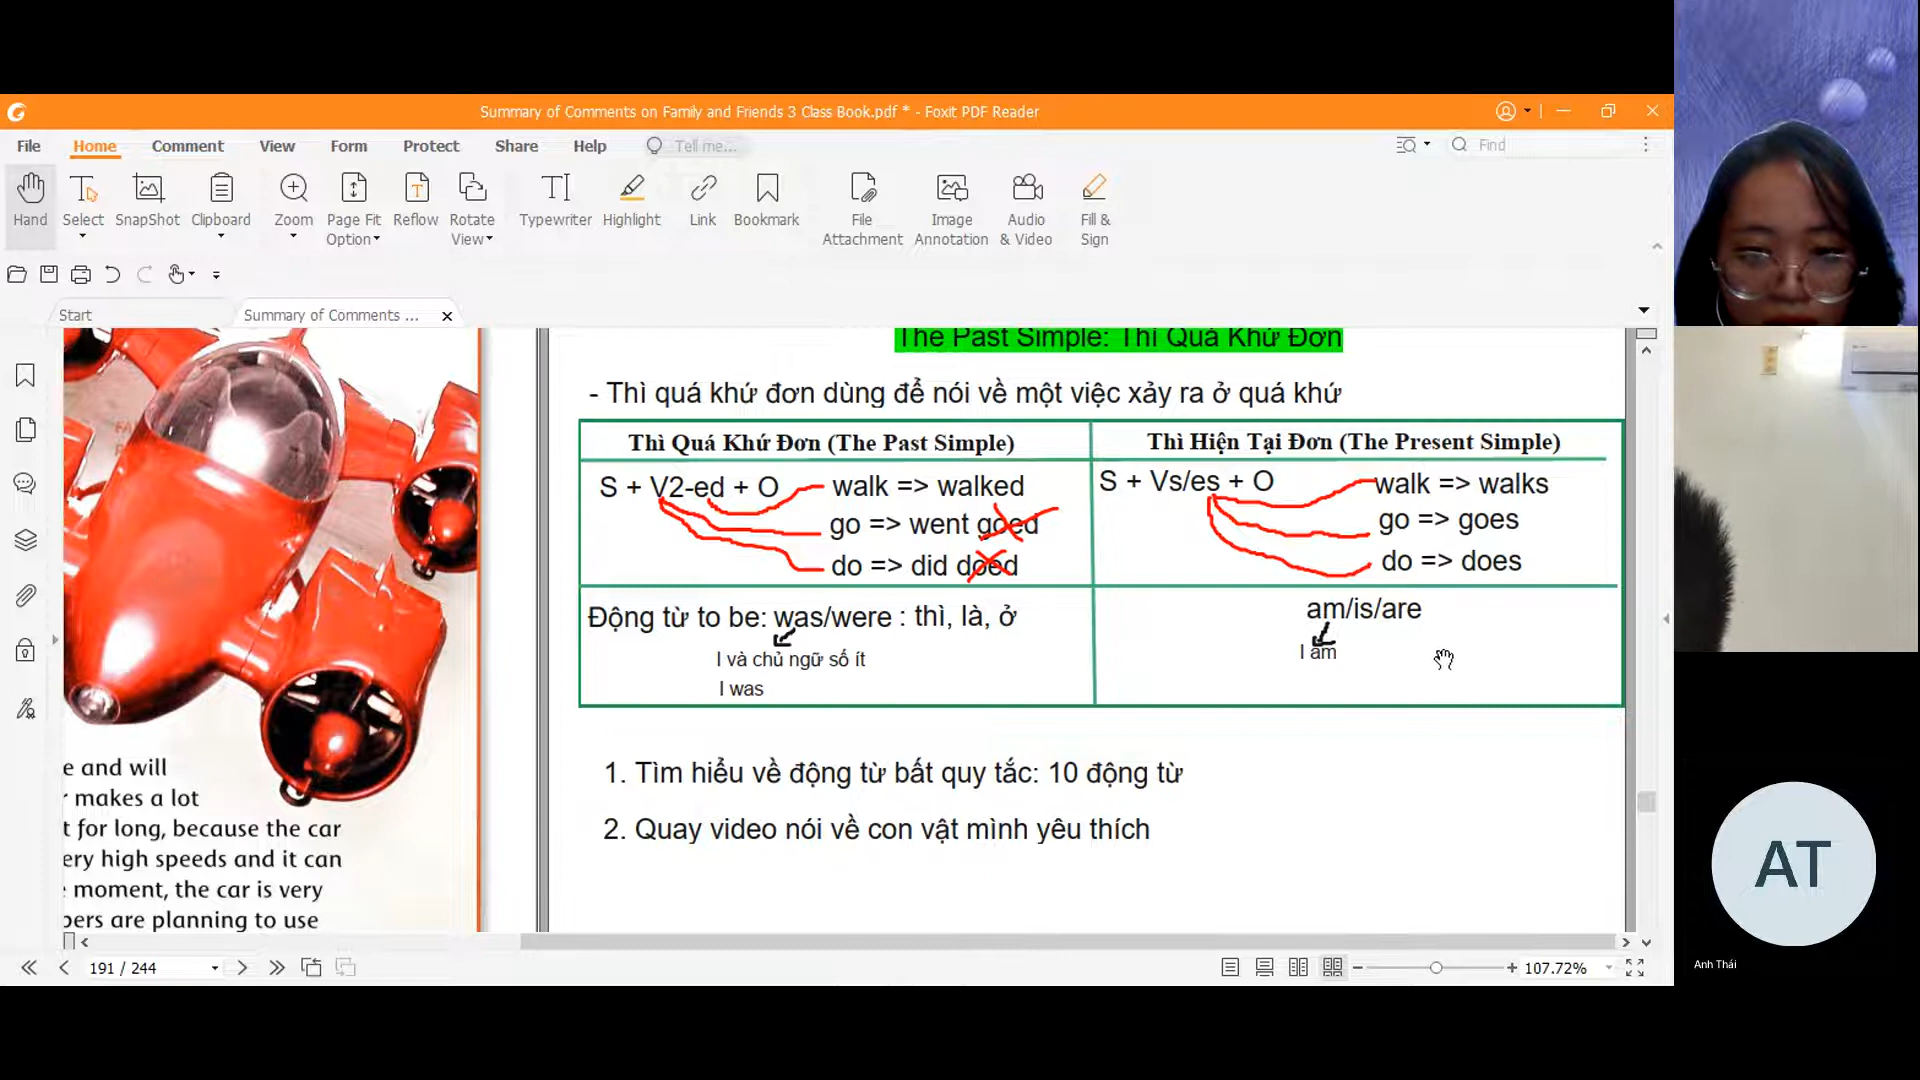 Summary of Comments on Family and Friends 3 Class Book.pdf * - Foxit PDF Reader
File Home Comment View Form Protect Share Help Tell me... Find
Hand Select SnapShot Clipboard Zoom Page Fit Option Reflow Rotate View Typewriter Highlight Link Bookmark File Attachment Image Annotation Audio & Video Fill & Sign
Start Summary of Comments ...
The Past Simple: Thì Quá Khứ Đơn
- Thì quá khứ đơn dùng để nói về một việc xảy ra ở quá khứ
Thì Quá Khứ Đơn (The Past Simple) Thì Hiện Tại Đơn (The Present Simple)
S + V2-ed + O walk => walked
go => went goed
do => did doed
S + Vs/es + O walk => walks
go => goes
do => does
Động từ to be: was/were : thì, là, ở
I và chủ ngữ số ít
I was
am/is/are
I am
1. Tìm hiểu về động từ bất quy tắc: 10 động từ
2. Quay video nói về con vật mình yêu thích
e and will
makes a lot
t for long, because the car
ery high speeds and it can
moment, the car is very
pers are planning to use
191 / 244
107.72%
AT
Anh Thái